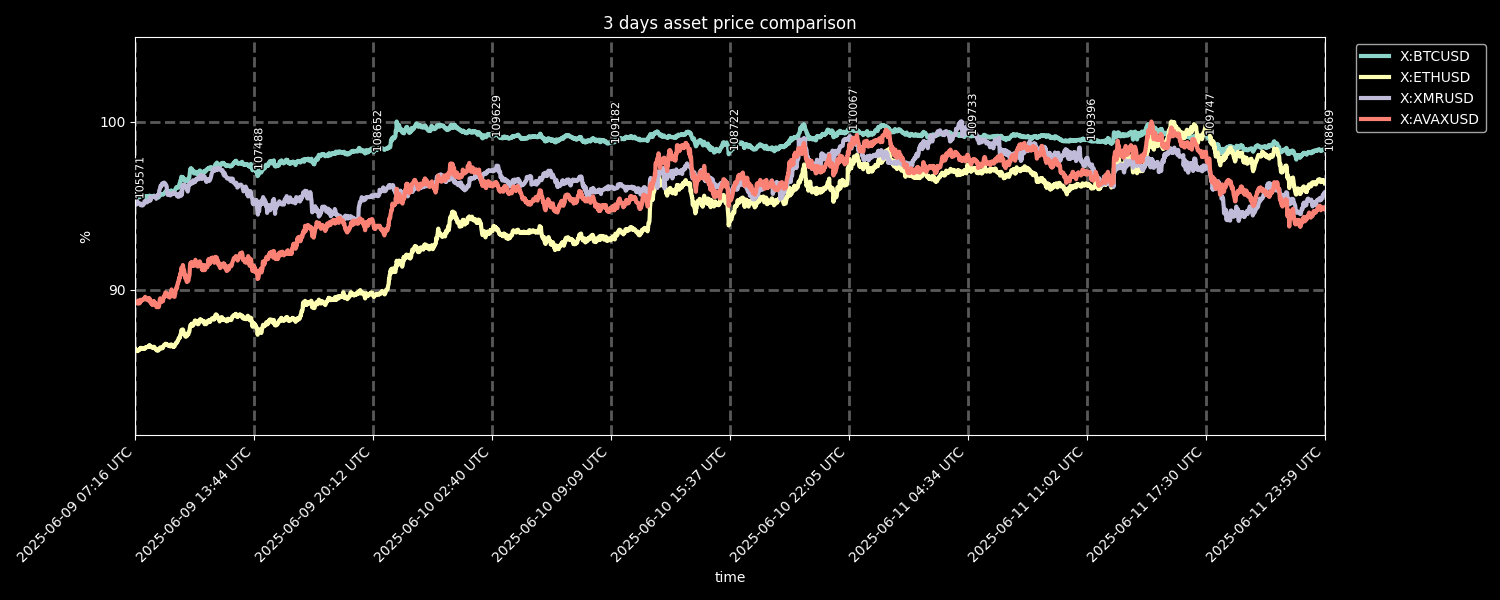 3 days asset price comparison
X:BTCUSD
X:ETHUSD
X:XMRUSD
X:AVAXUSD
100
90
%
105571
107488
108652
109629
109182
108722
110067
109733
109396
109747
108669
2025-06-09 07:16 UTC
2025-06-09 13:44 UTC
2025-06-09 20:12 UTC
2025-06-10 02:40 UTC
2025-06-10 09:09 UTC
2025-06-10 15:37 UTC
2025-06-10 22:05 UTC
2025-06-11 04:34 UTC
2025-06-11 11:02 UTC
2025-06-11 17:30 UTC
2025-06-11 23:59 UTC
time